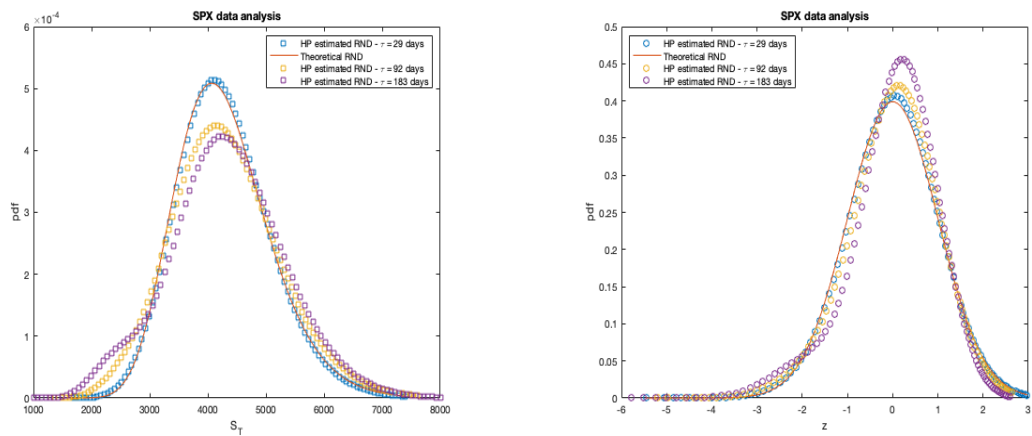 SPX data analysis
×10⁻⁴
6
5
4
3
2
1
0
pdf
HP estimated RND - τ = 29 days
Theoretical RND
HP estimated RND - τ = 92 days
HP estimated RND - τ = 183 days
1000 2000 3000 4000 5000 6000 7000 8000
S_T
SPX data analysis
0.5
0.45
0.4
0.35
0.3
0.25
0.2
0.15
0.1
0.05
0
pdf
HP estimated RND - τ = 29 days
Theoretical RND
HP estimated RND - τ = 92 days
HP estimated RND - τ = 183 days
-6 -5 -4 -3 -2 -1 0 1 2 3
z